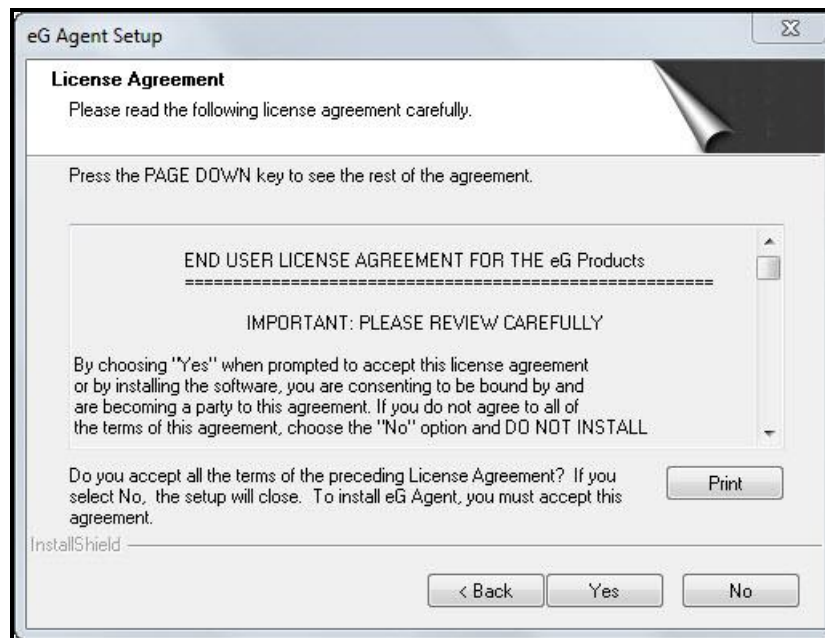 eG Agent Setup
License Agreement
Please read the following license agreement carefully.
Press the PAGE DOWN key to see the rest of the agreement.
END USER LICENSE AGREEMENT FOR THE eG Products
=======================================================
IMPORTANT: PLEASE REVIEW CAREFULLY
By choosing "Yes" when prompted to accept this license agreement
or by installing the software, you are consenting to be bound by and
are becoming a party to this agreement. If you do not agree to all of
the terms of this agreement, choose the "No" option and DO NOT INSTALL
Do you accept all the terms of the preceding License Agreement? If you
select No, the setup will close. To install eG Agent, you must accept this
agreement.
Print
InstallShield
< Back
Yes
No